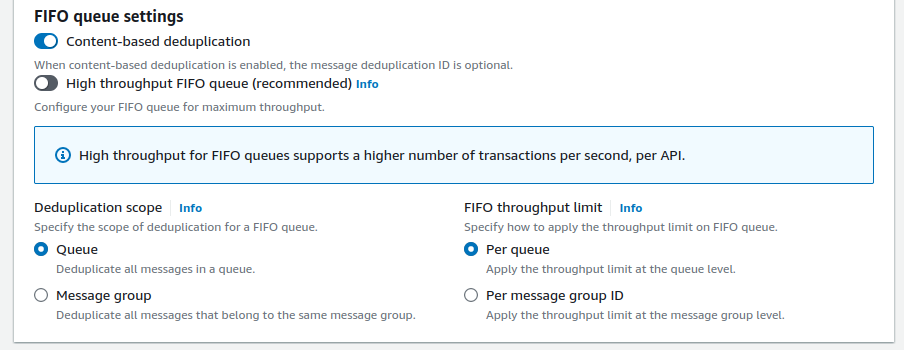 FIFO queue settings
Content-based deduplication
When content-based deduplication is enabled, the message deduplication ID is optional.
High throughput FIFO queue (recommended) Info
Configure your FIFO queue for maximum throughput.
High throughput for FIFO queues supports a higher number of transactions per second, per API.
Deduplication scope Info
Specify the scope of deduplication for a FIFO queue.
Queue
Deduplicate all messages in a queue.
Message group
Deduplicate all messages that belong to the same message group.
FIFO throughput limit Info
Specify how to apply the throughput limit on FIFO queue.
Per queue
Apply the throughput limit at the queue level.
Per message group ID
Apply the throughput limit at the message group level.